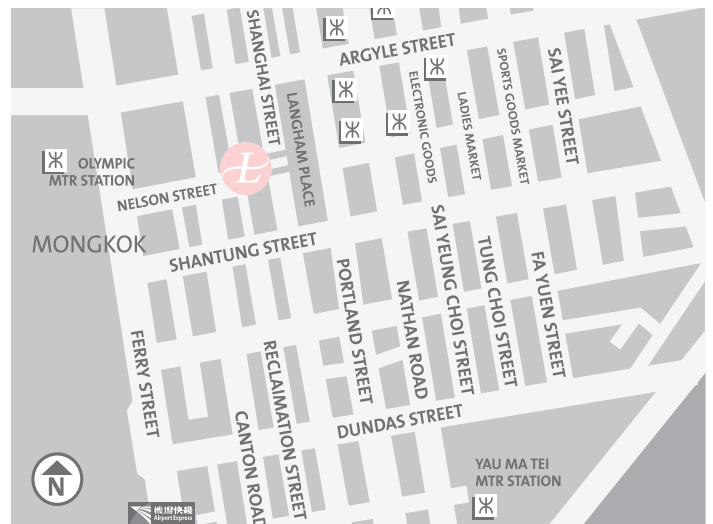 SHANGHAI STREET
ARGYLE STREET
LANGHAM PLACE
ELECTRONIC GOODS
LADIES MARKET
SPORTS GOODS MARKET
SAI YEE STREET
OLYMPIC
MTR STATION
L
NELSON STREET
MONGKOK
SHANTUNG STREET
PORTLAND STREET
NATHAN ROAD
SAI YEUNG CHOI STREET
TUNG CHOI STREET
FA YUEN STREET
FERRY STREET
RECLAIMATION STREET
CANTON ROAD
DUNDAS STREET
YAU MA TEI
MTR STATION
N
機場快綫
Airport Express